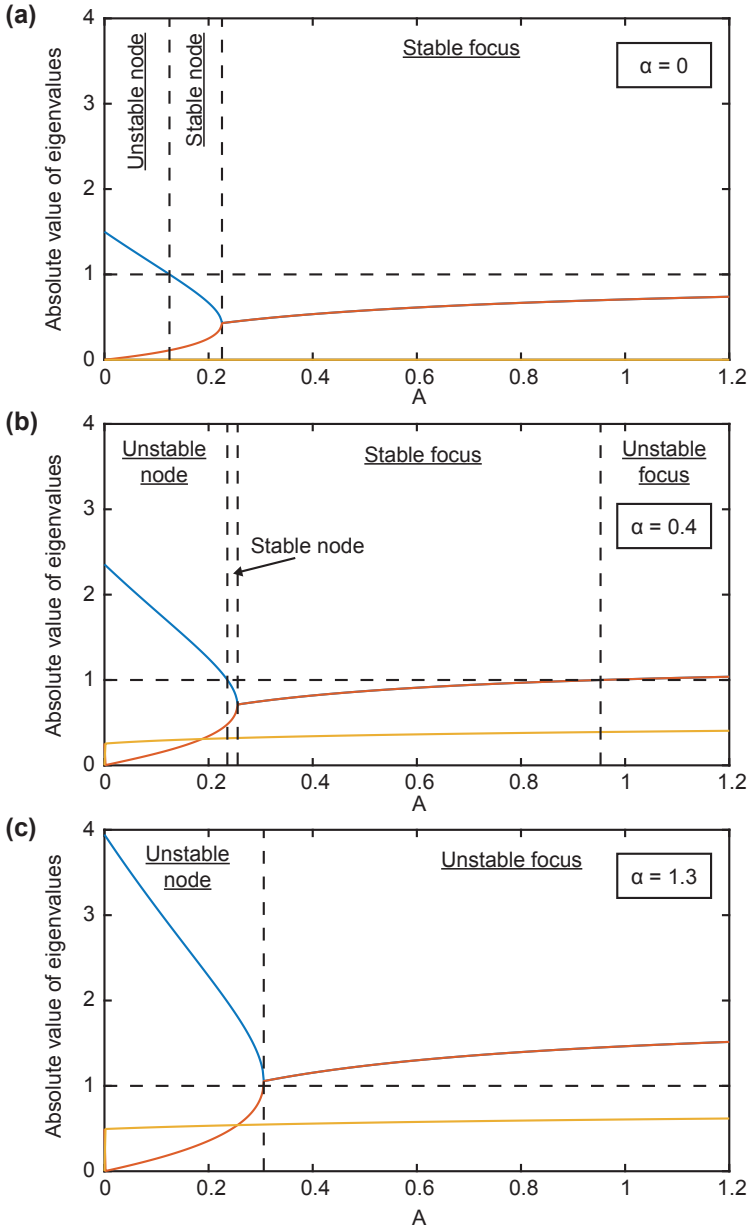 (a)
Absolute value of eigenvalues
4
3
2
1
0
Unstable node
Stable node
Stable focus
α = 0
0 0.2 0.4 0.6 0.8 1 1.2
A
(b)
Absolute value of eigenvalues
4
3
2
1
0
Unstable
node
Stable focus
Unstable
focus
α = 0.4
Stable node
0 0.2 0.4 0.6 0.8 1 1.2
A
(c)
Absolute value of eigenvalues
4
3
2
1
0
Unstable
node
Unstable focus
α = 1.3
0 0.2 0.4 0.6 0.8 1 1.2
A